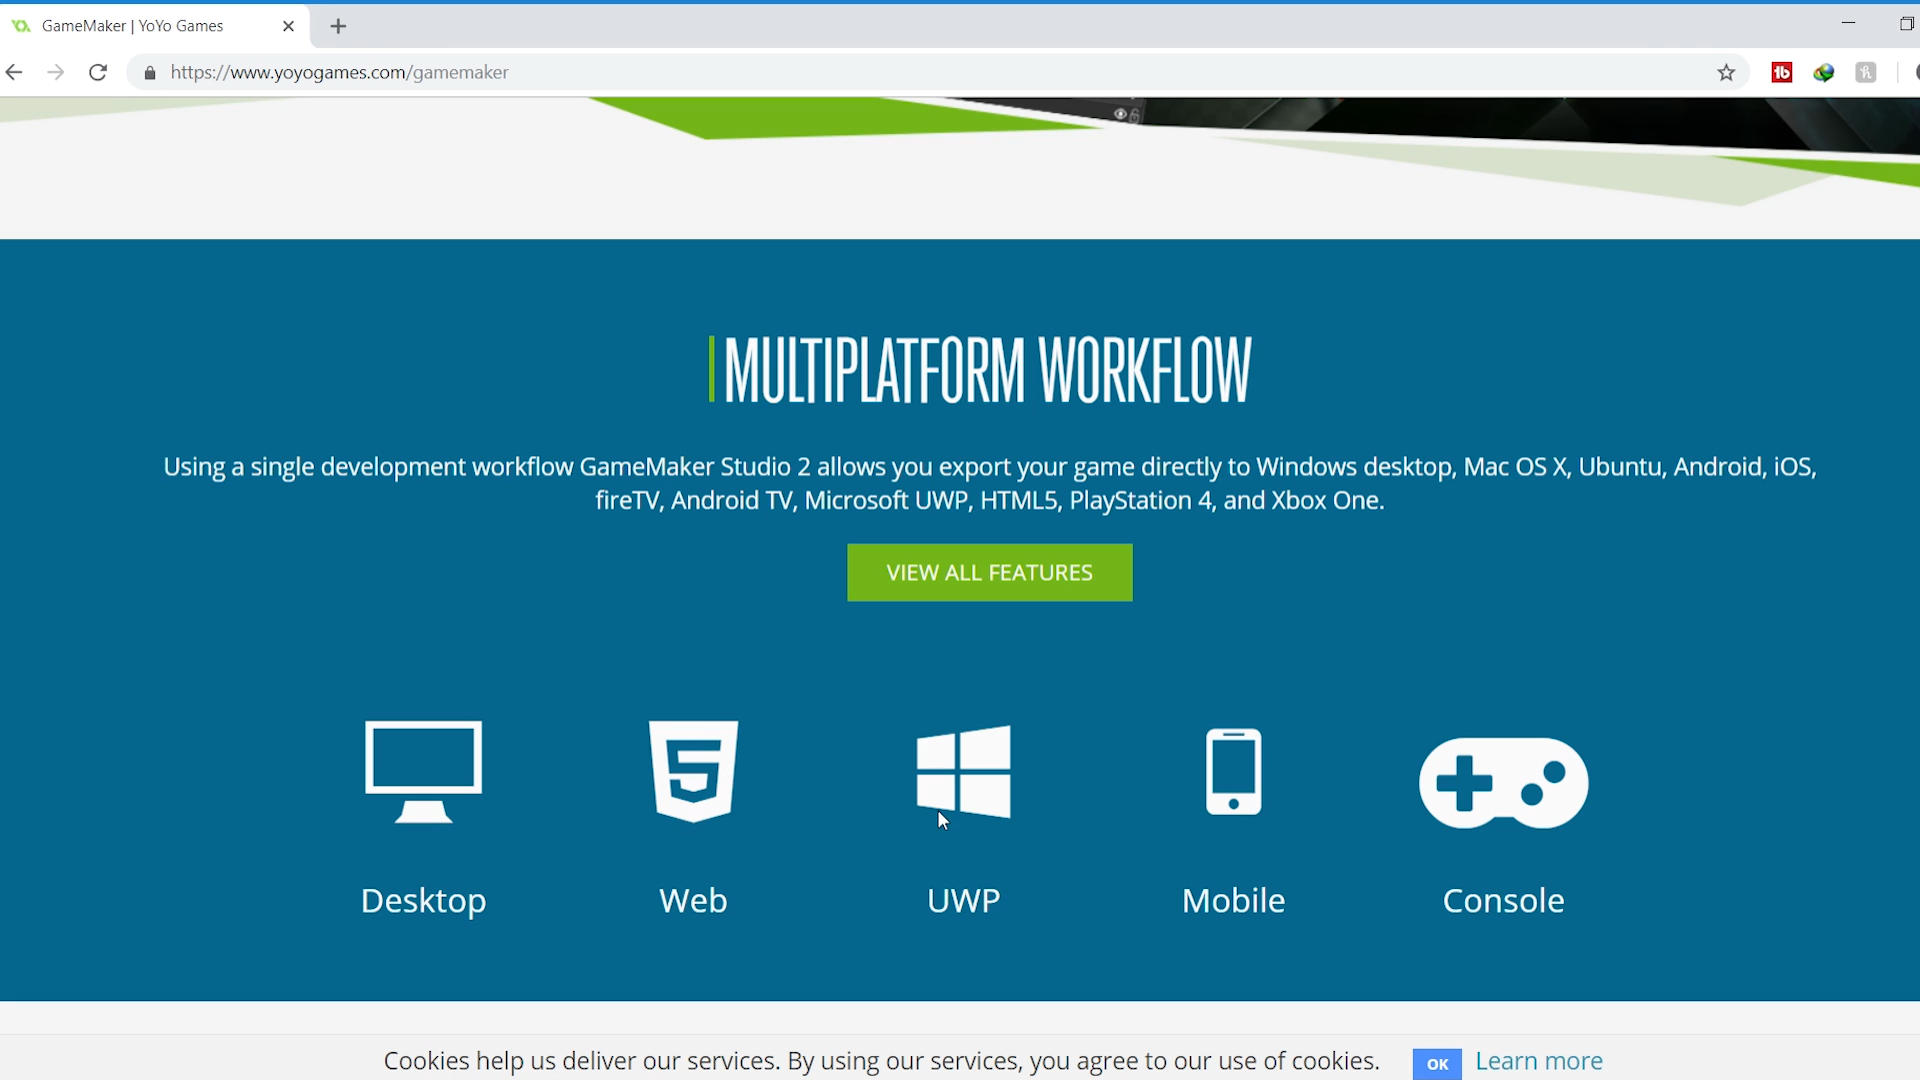 GameMaker | YoYo Games
https://www.yoyogames.com/gamemaker
MULTIPLATFORM WORKFLOW
Using a single development workflow GameMaker Studio 2 allows you export your game directly to Windows desktop, Mac OS X, Ubuntu, Android, iOS,
fireTV, Android TV, Microsoft UWP, HTML5, PlayStation 4, and Xbox One.
VIEW ALL FEATURES
Desktop Web UWP Mobile Console
Cookies help us deliver our services. By using our services, you agree to our use of cookies. OK Learn more